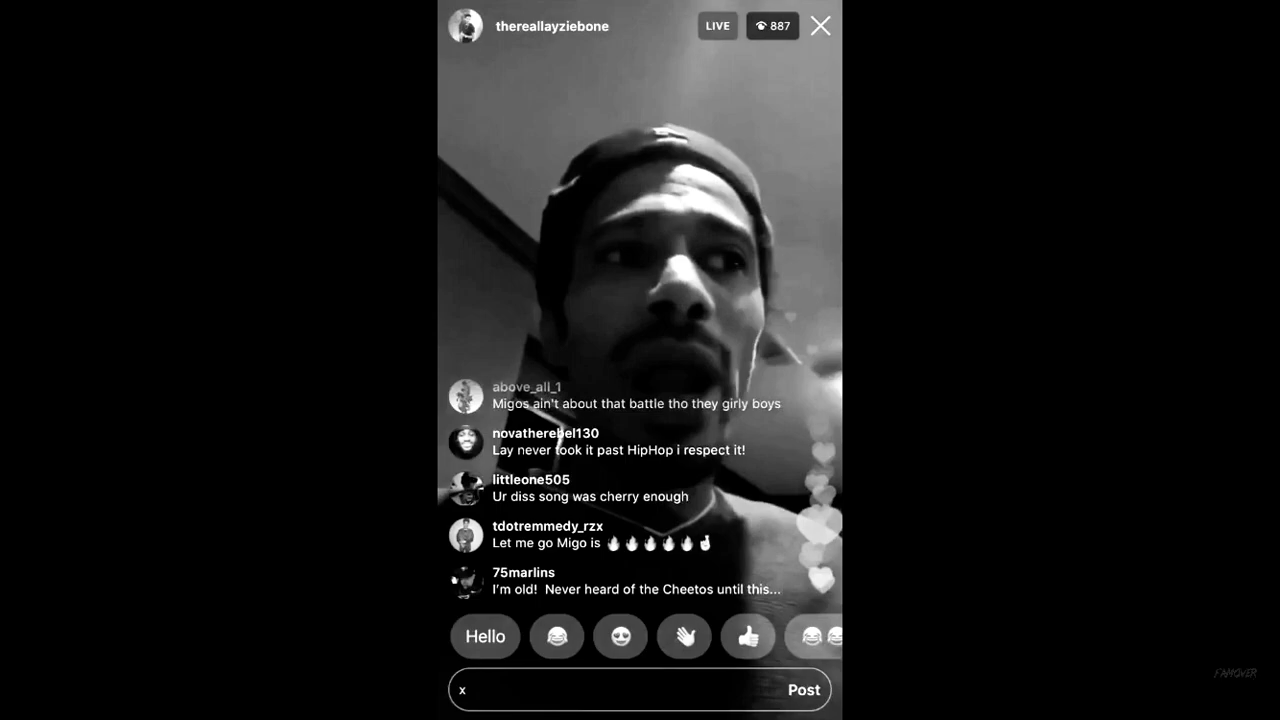 thereallayziebone
LIVE
887
above_all_1
Migos ain't about that battle tho they girly boys
novatherebel130
Lay never took it past HipHop i respect it!
littleone505
Ur diss song was cherry enough
tdotremmedy_rzx
Let me go Migo is 🔥🔥🔥🔥🔥🤞
75marlins
I'm old!  Never heard of the Cheetos until this...
Hello
x
Post
FAMOVER